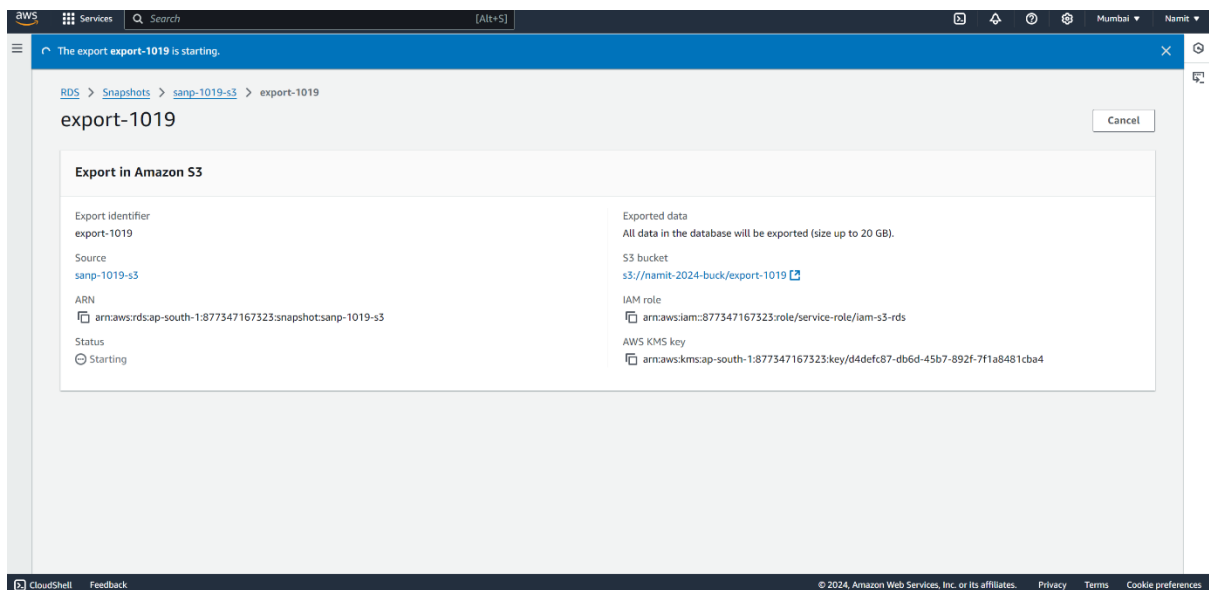 aws Services Search [Alt+S] Mumbai ▼ Namit ▼
The export export-1019 is starting.
RDS > Snapshots > sanp-1019-s3 > export-1019
export-1019
Cancel
Export in Amazon S3
Export identifier
export-1019
Source
sanp-1019-s3
ARN
arn:aws:rds:ap-south-1:877347167323:snapshot:sanp-1019-s3
Status
Starting
Exported data
All data in the database will be exported (size up to 20 GB).
S3 bucket
s3://namit-2024-buck/export-1019
IAM role
arn:aws:iam::877347167323:role/service-role/iam-s3-rds
AWS KMS key
arn:aws:kms:ap-south-1:877347167323:key/d4defc87-db6d-45b7-892f-7f1a8481cba4
CloudShell Feedback © 2024, Amazon Web Services, Inc. or its affiliates. Privacy Terms Cookie preferences